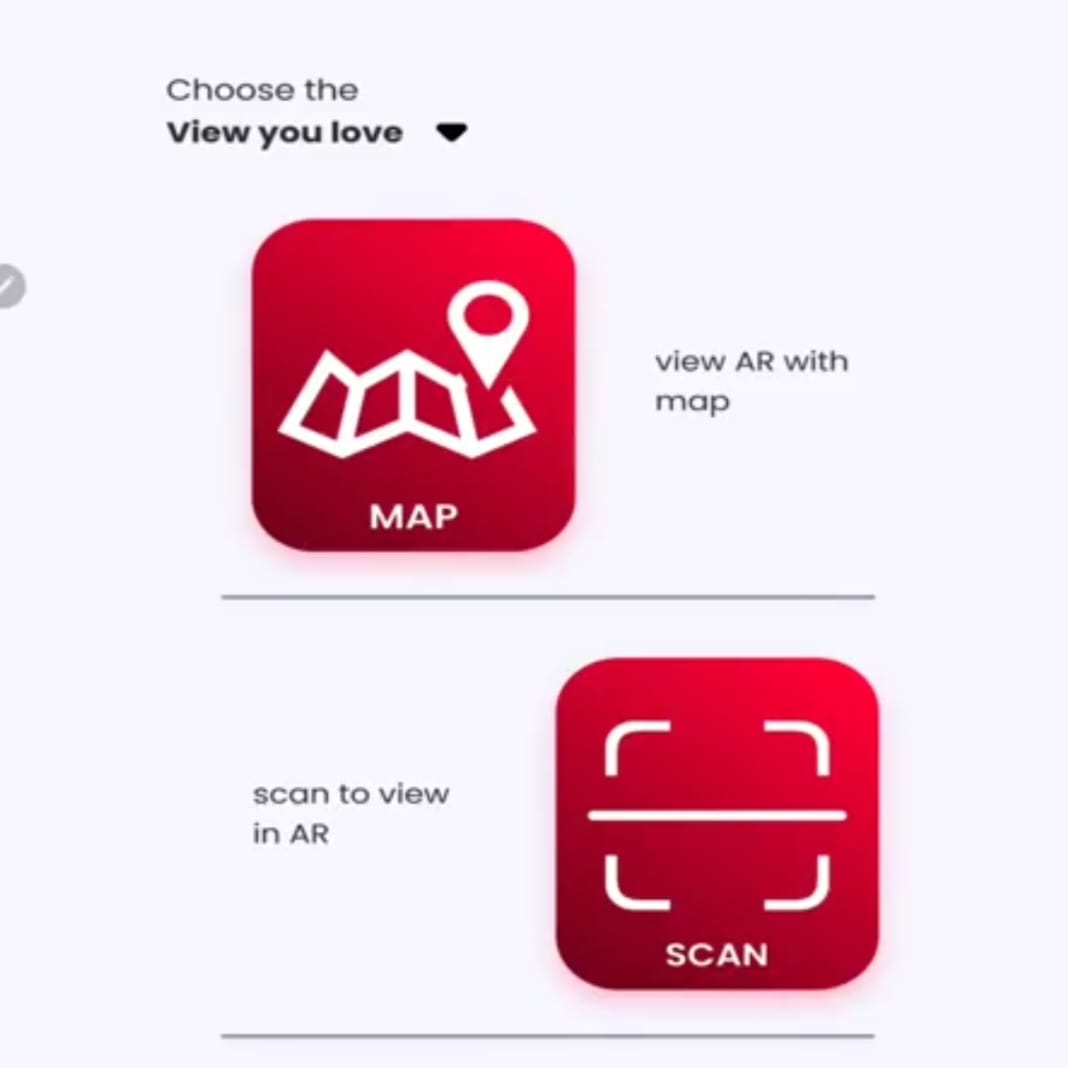 Choose the
View you love
view AR with
map
MAP
scan to view
in AR
SCAN